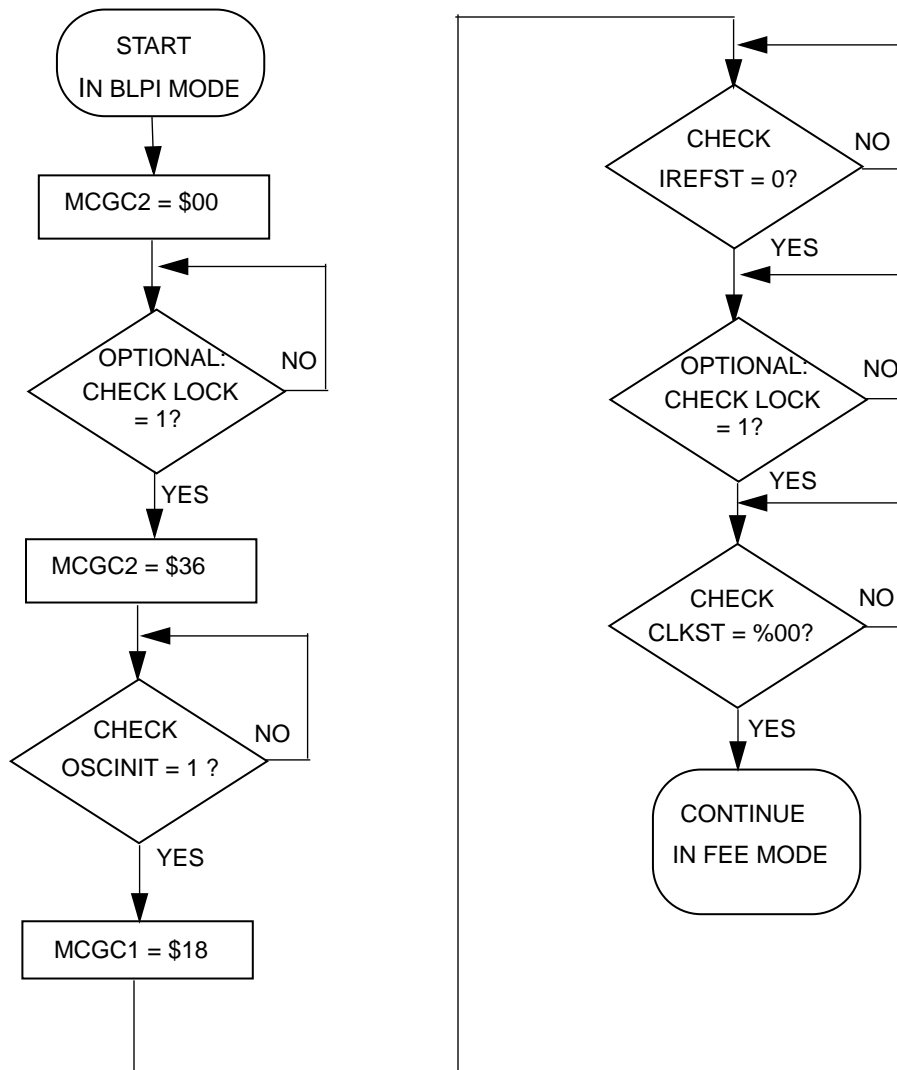 START
IN BLPI MODE
MCGC2 = $00
OPTIONAL:
CHECK LOCK
= 1?
NO
YES
MCGC2 = $36
CHECK
OSCINIT = 1 ?
NO
YES
MCGC1 = $18
CHECK
IREFST = 0?
NO
YES
OPTIONAL:
CHECK LOCK
= 1?
NO
YES
CHECK
CLKST = %00?
NO
YES
CONTINUE
IN FEE MODE